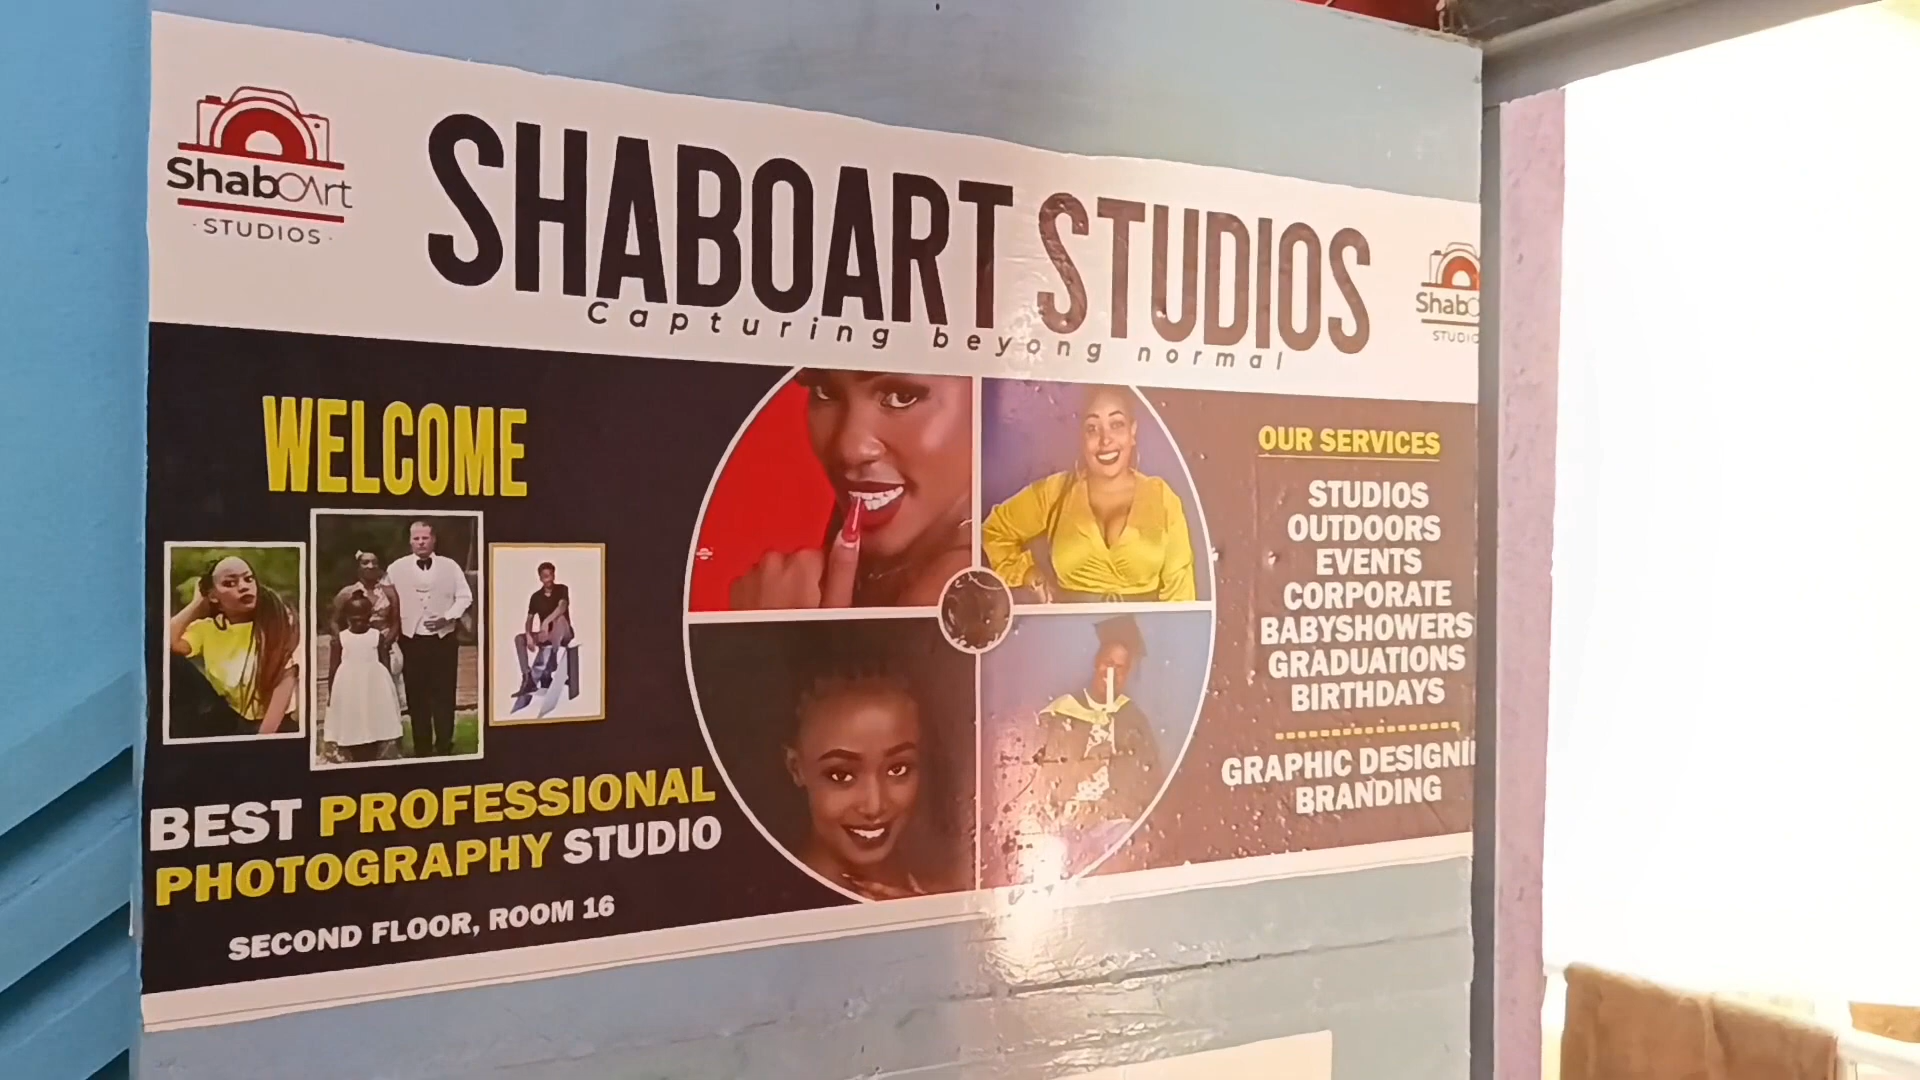 ShabOArt
· STUDIOS ·
SHABOART STUDIOS
Capturing beyong normal
Shab
STUDIO
WELCOME
BEST PROFESSIONAL
PHOTOGRAPHY STUDIO
SECOND FLOOR, ROOM 16
OUR SERVICES
STUDIOS
OUTDOORS
EVENTS
CORPORATE
BABYSHOWERS
GRADUATIONS
BIRTHDAYS
GRAPHIC DESIGNI
BRANDING